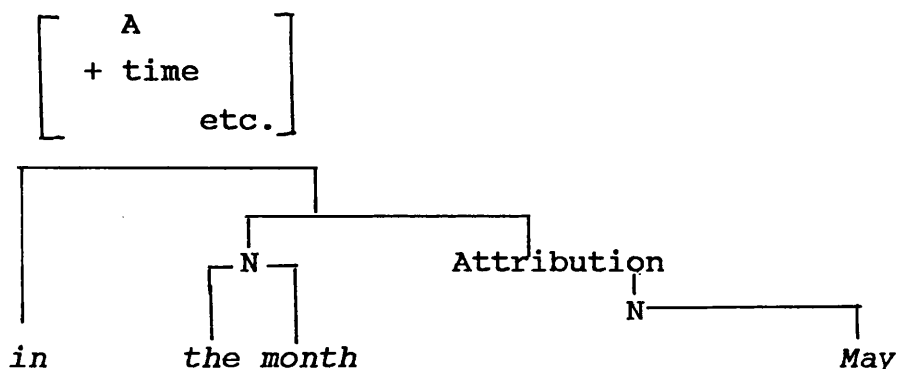 A
+ time
etc.
N Attribution
N
in the month May